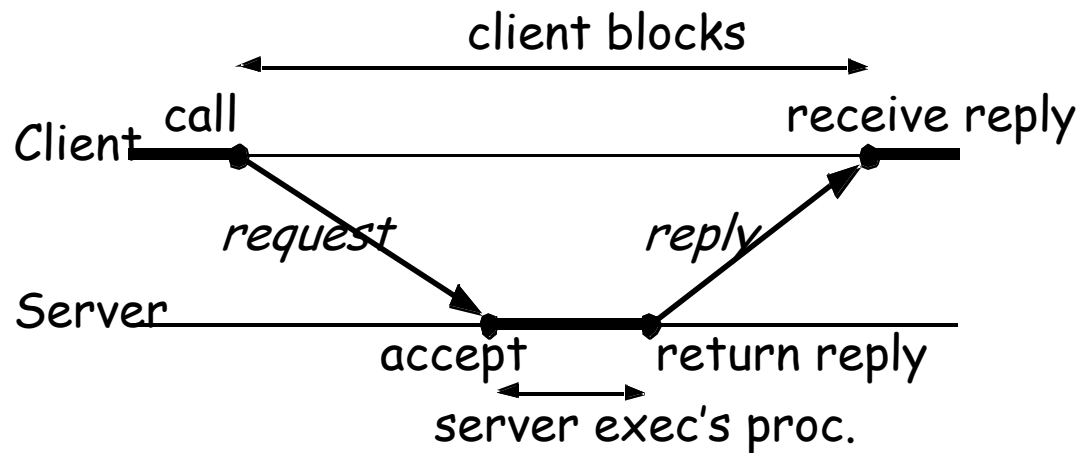 client blocks
call
receive reply
Client
request
reply
Server
accept
return reply
server exec's proc.